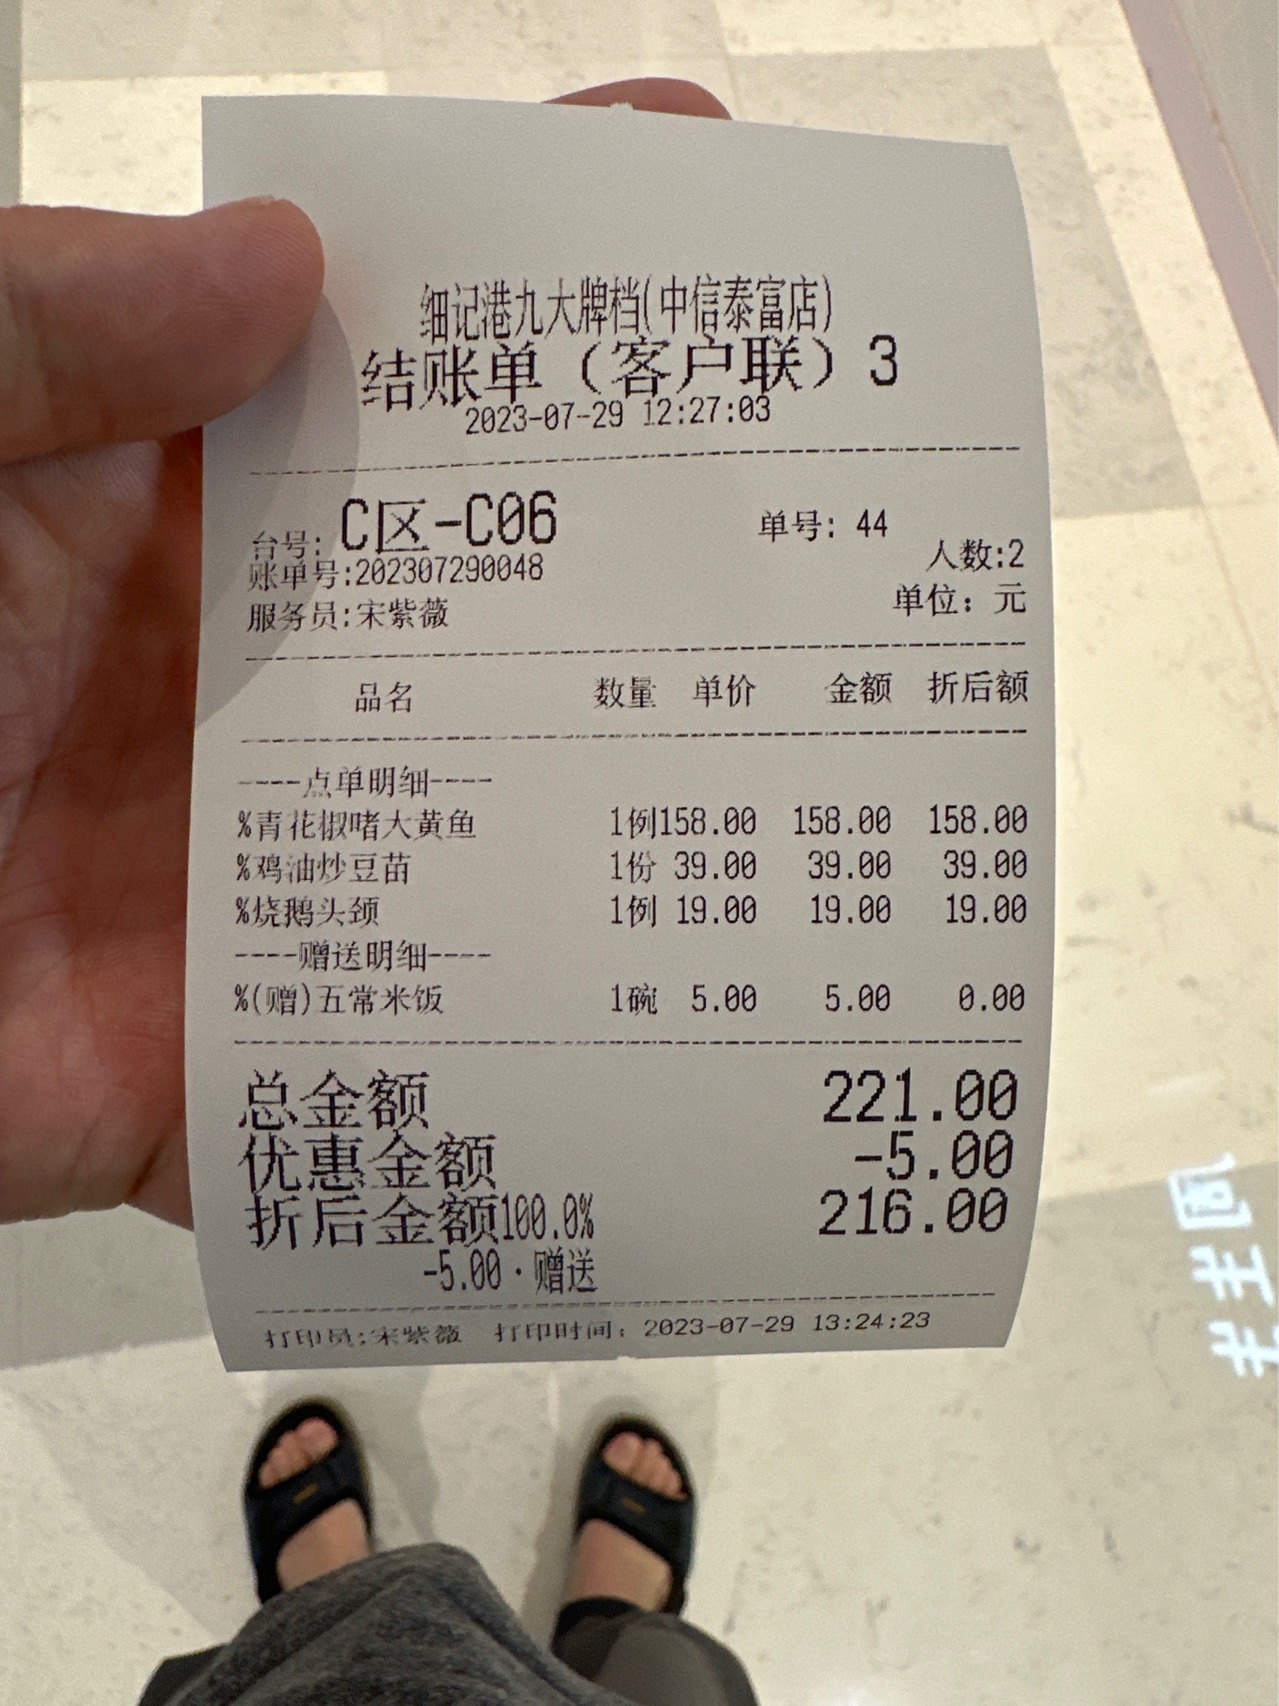 细记港九大牌档(中信泰富店)
结账单（客户联）3
2023-07-29 12:27:03
台号: C区-C06 单号: 44
人数:2
账单号:202307290048
服务员:宋紫薇 单位：元
品名 数量 单价 金额 折后额
----点单明细----
%青花椒啫大黄鱼 1例158.00 158.00 158.00
%鸡油炒豆苗 1份 39.00 39.00 39.00
%烧鹅头颈 1例 19.00 19.00 19.00
----赠送明细----
%(赠)五常米饭 1碗 5.00 5.00 0.00
总金额 221.00
优惠金额 -5.00
折后金额100.0% 216.00
-5.00·赠送
打印员:宋紫薇 打印时间：2023-07-29 13:24:23